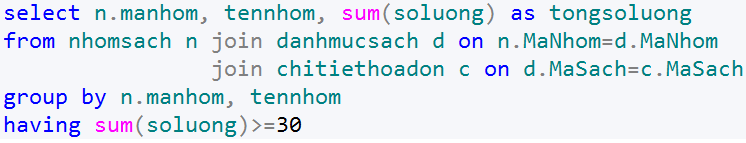 select n.manhom, tennhom, sum(soluong) as tongsoluong
from nhomsach n join danhmucsach d on n.MaNhom=d.MaNhom
join chitiethoadon c on d.MaSach=c.MaSach
group by n.manhom, tennhom
having sum(soluong)>=30